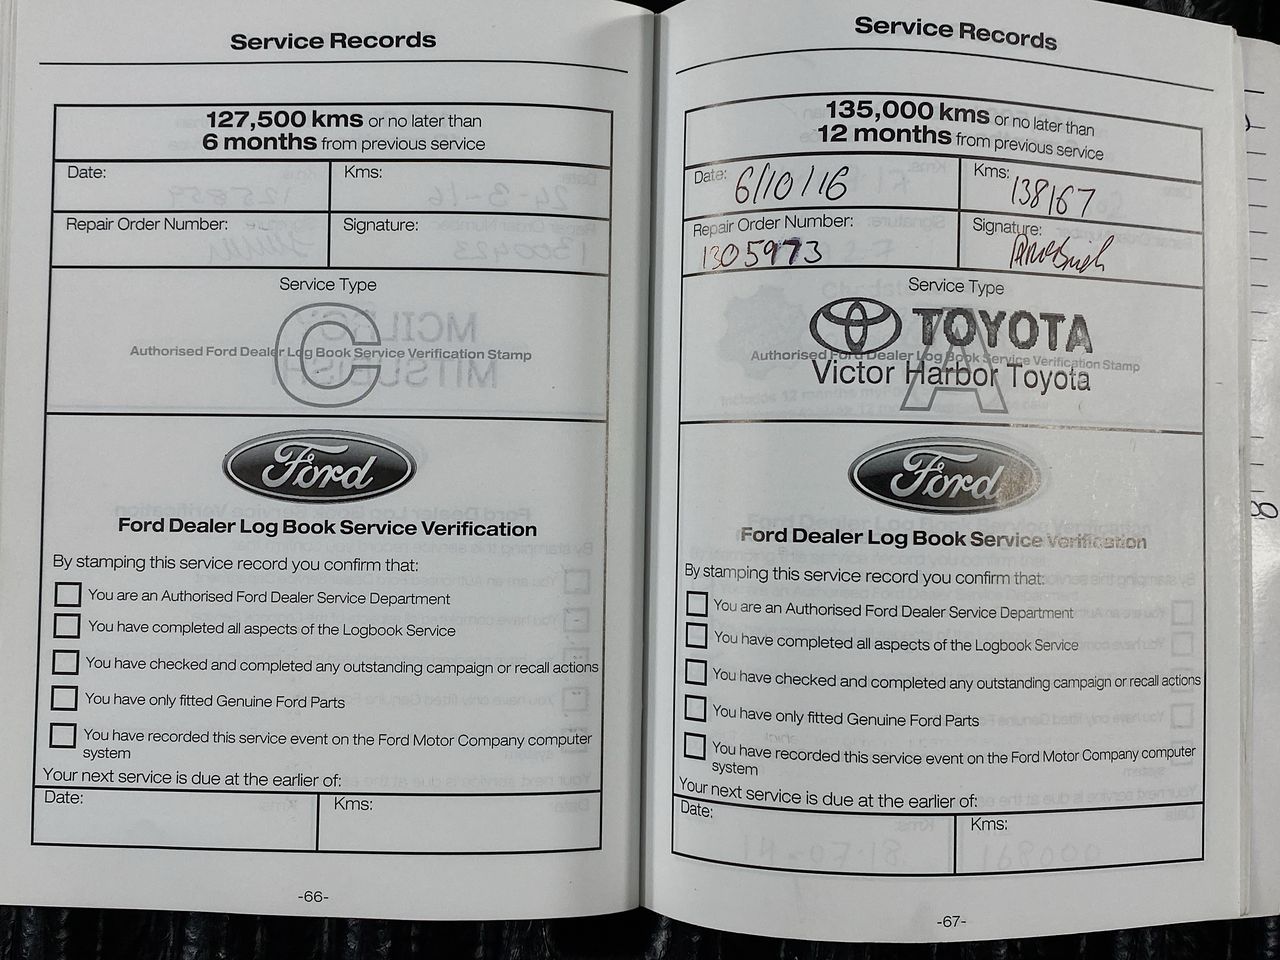 Service Records
127,500 kms or no later than
6 months from previous service
Date:
Kms:
Repair Order Number:
Signature:
Service Type
C
Authorised Ford Dealer Log Book Service Verification Stamp
Ford
Ford Dealer Log Book Service Verification
By stamping this service record you confirm that:
You are an Authorised Ford Dealer Service Department
You have completed all aspects of the Logbook Service
You have checked and completed any outstanding campaign or recall actions
You have only fitted Genuine Ford Parts
You have recorded this service event on the Ford Motor Company computer
system
Your next service is due at the earlier of:
Date:
Kms:
-66-
Service Records
135,000 kms or no later than
12 months from previous service
Date: 6/10/16
Kms: 138167
Repair Order Number:
1305973
Signature:
Service Type
TOYOTA
A
Authorised Ford Dealer Log Book Service Verification Stamp
Victor Harbor Toyota
Ford
Ford Dealer Log Book Service Verification
By stamping this service record you confirm that:
You are an Authorised Ford Dealer Service Department
You have completed all aspects of the Logbook Service
You have checked and completed any outstanding campaign or recall actions
You have only fitted Genuine Ford Parts
You have recorded this service event on the Ford Motor Company computer
system
Your next service is due at the earlier of:
Date:
Kms:
14-07-18
168000
-67-